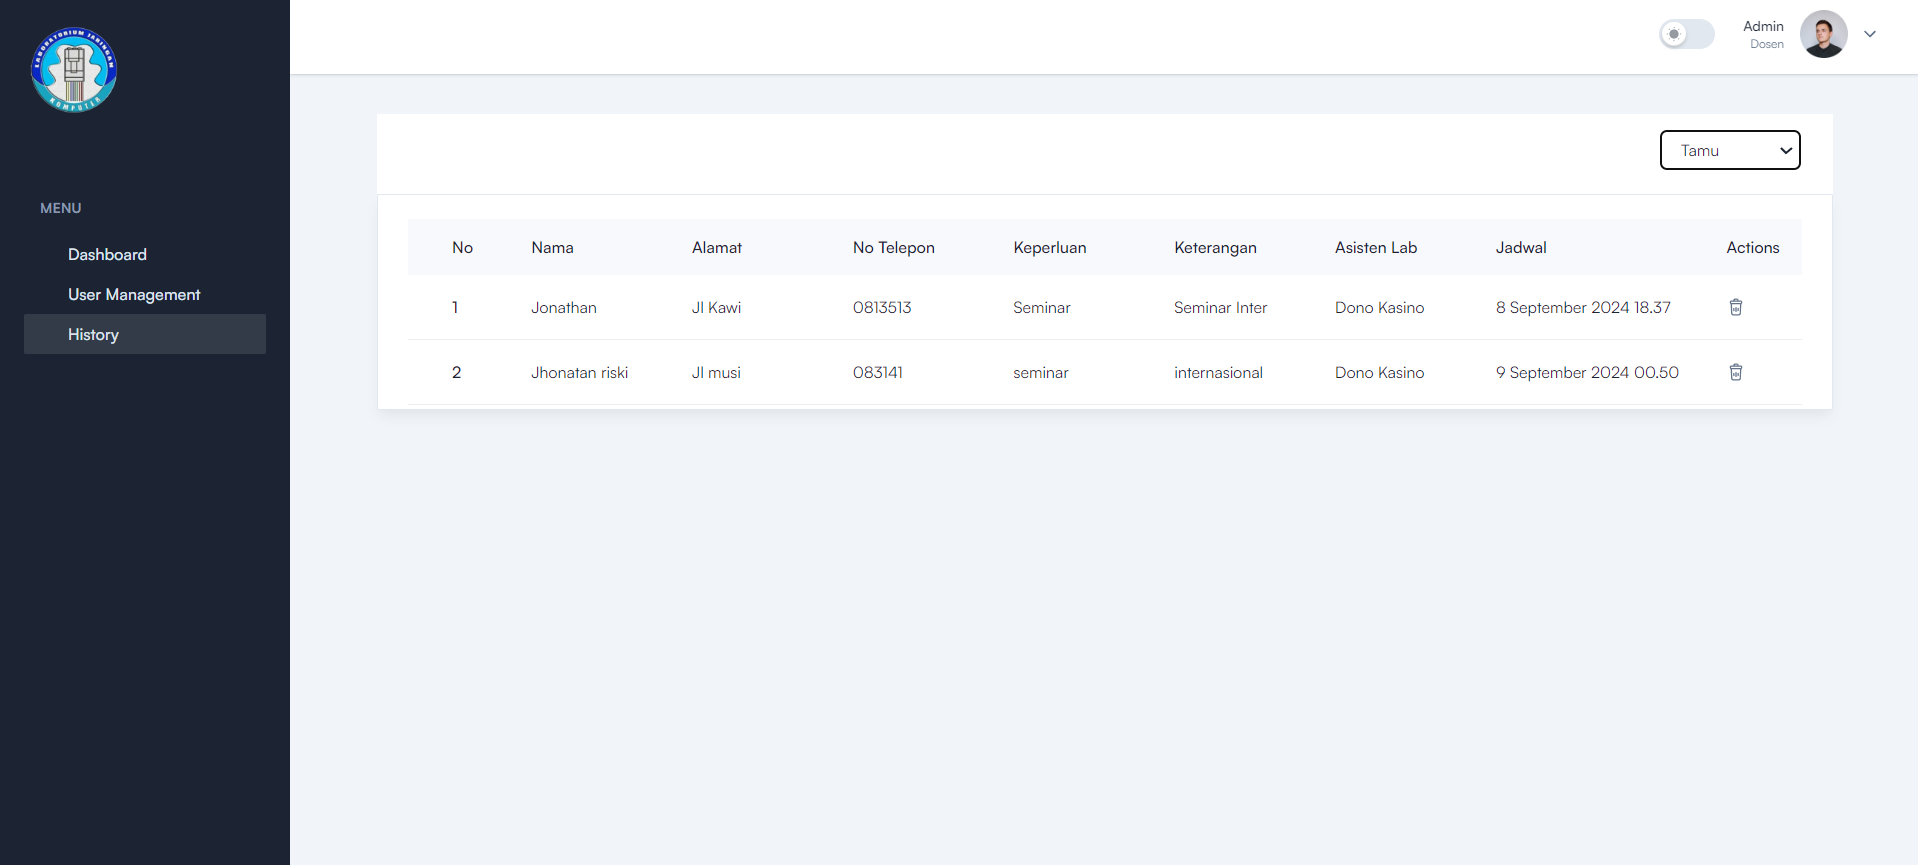 LABORATORIUM JARINGAN
KOMPUTER
Admin
Dosen
Tamu
MENU
Dashboard
User Management
History
No Nama Alamat No Telepon Keperluan Keterangan Asisten Lab Jadwal Actions
1 Jonathan Jl Kawi 0813513 Seminar Seminar Inter Dono Kasino 8 September 2024 18.37
2 Jhonatan riski Jl musi 083141 seminar internasional Dono Kasino 9 September 2024 00.50